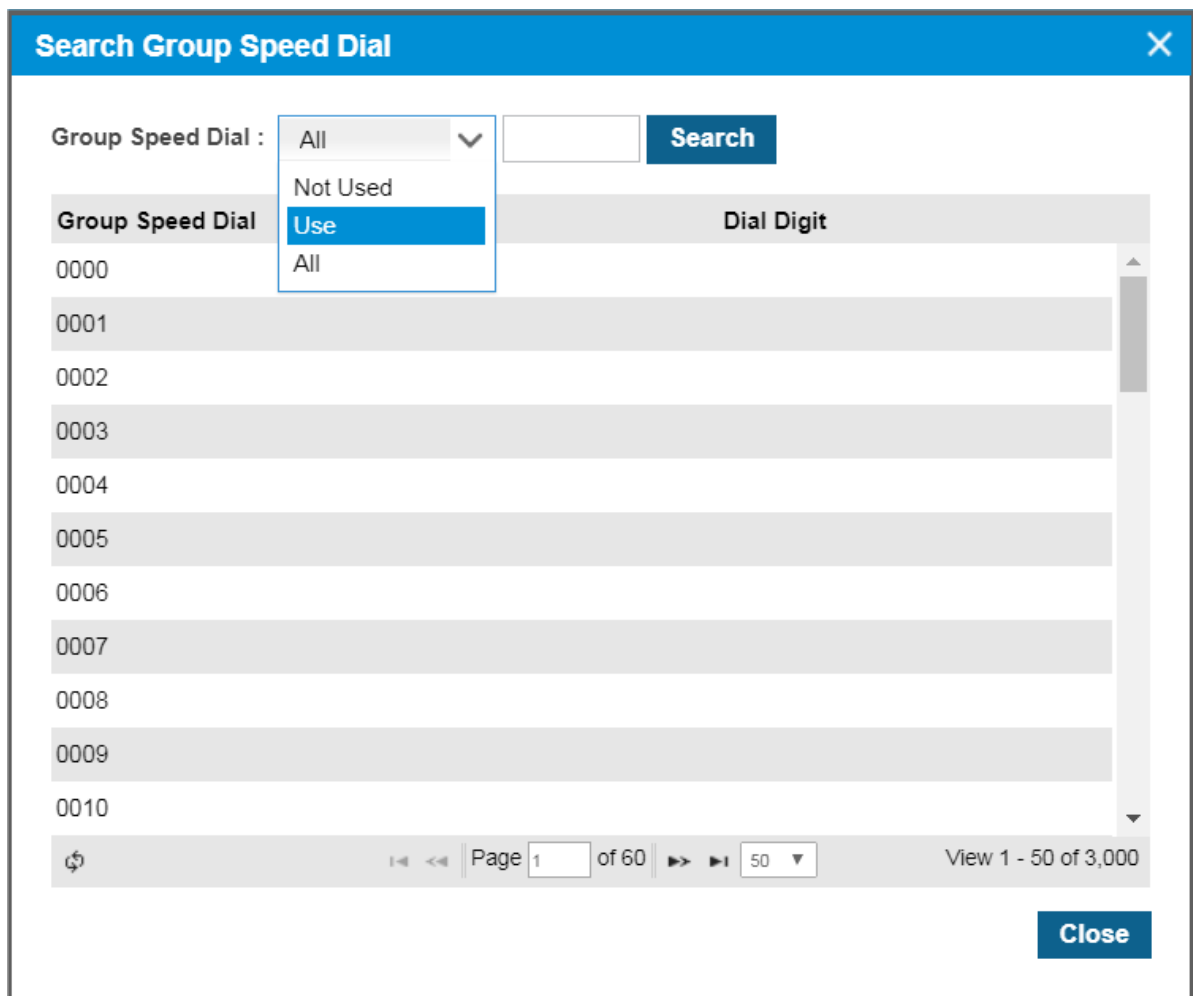 Search Group Speed Dial
Group Speed Dial : All Search
Not Used
Use
All
Group Speed Dial Dial Digit
0000
0001
0002
0003
0004
0005
0006
0007
0008
0009
0010
Page 1 of 60 50 View 1 - 50 of 3,000
Close